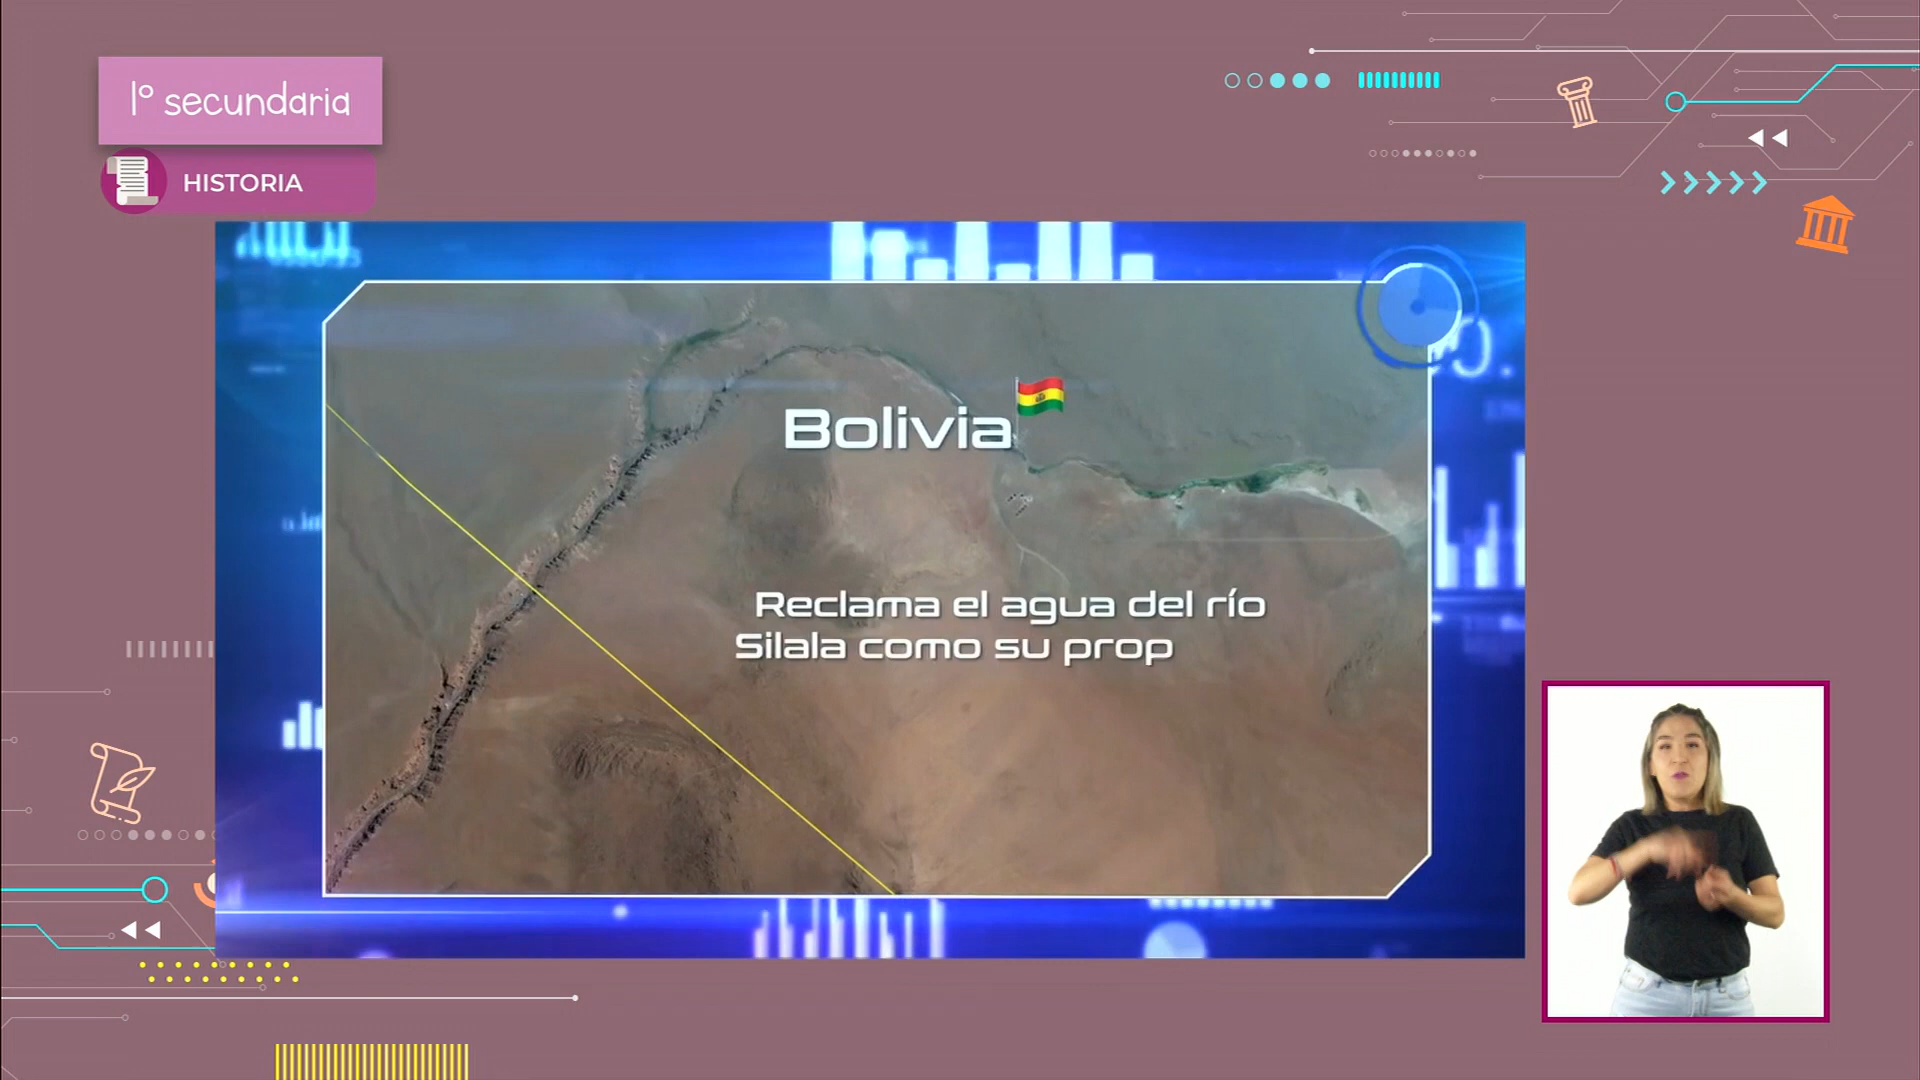 1° secundaria
HISTORIA
Bolivia
Reclama el agua del río
Silala como su prop